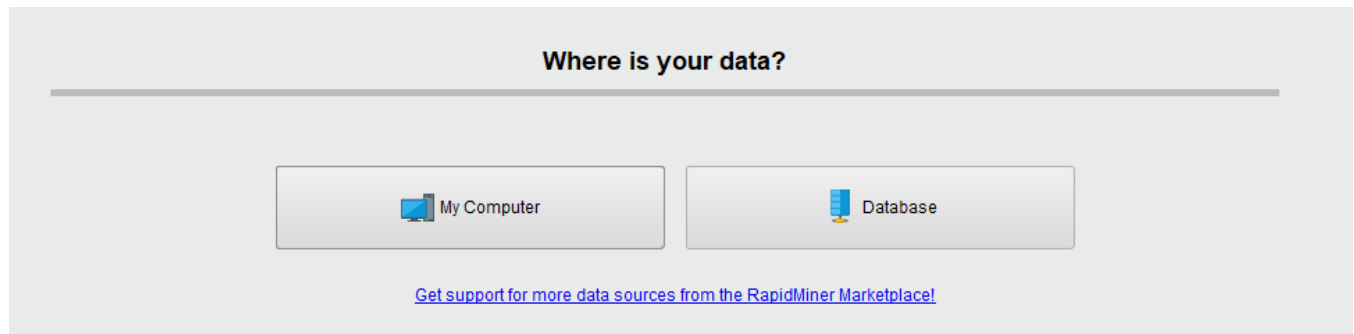 Where is your data?
My Computer
Database
Get support for more data sources from the RapidMiner Marketplace!